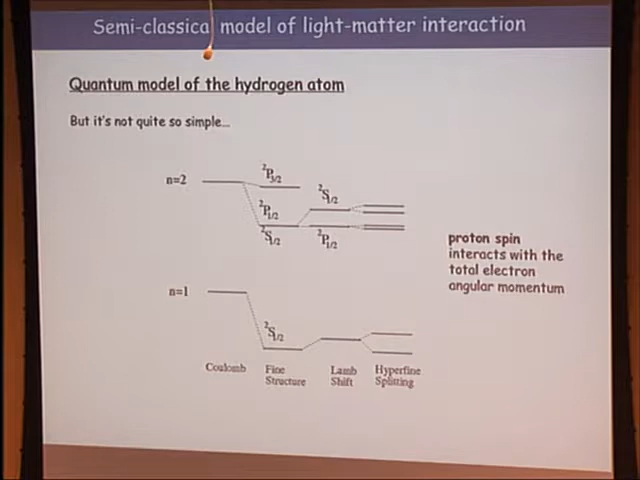 Semi-classical model of light-matter interaction
Quantum model of the hydrogen atom
But it's not quite so simple...
n=2
²P3/2
²S1/2
²P1/2
²S1/2
²P1/2
proton spin
interacts with the
total electron
angular momentum
n=1
²S1/2
Coulomb
Fine
Structure
Lamb
Shift
Hyperfine
Splitting